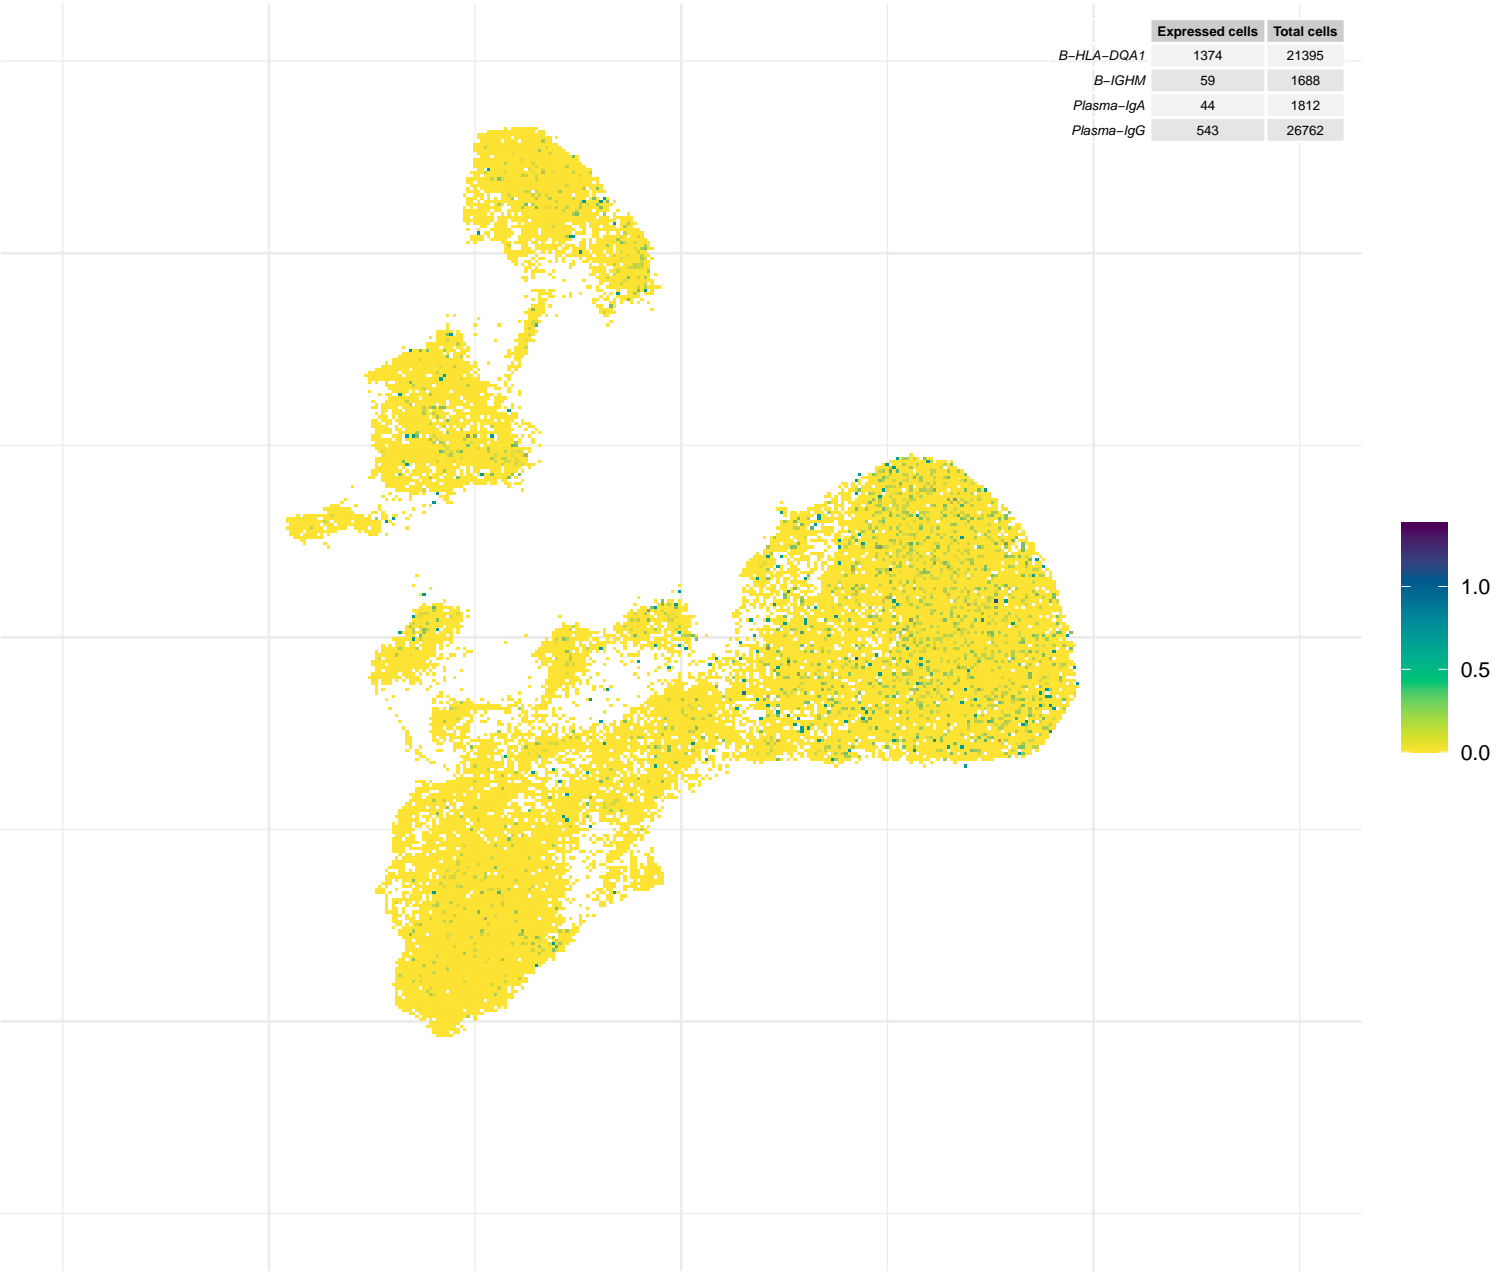 Expressed cells Total cells
B−HLA−DQA1 1374 21395
B−IGHM 59 1688
Plasma−IgA 44 1812
Plasma−IgG 543 26762
1.0
0.5
0.0